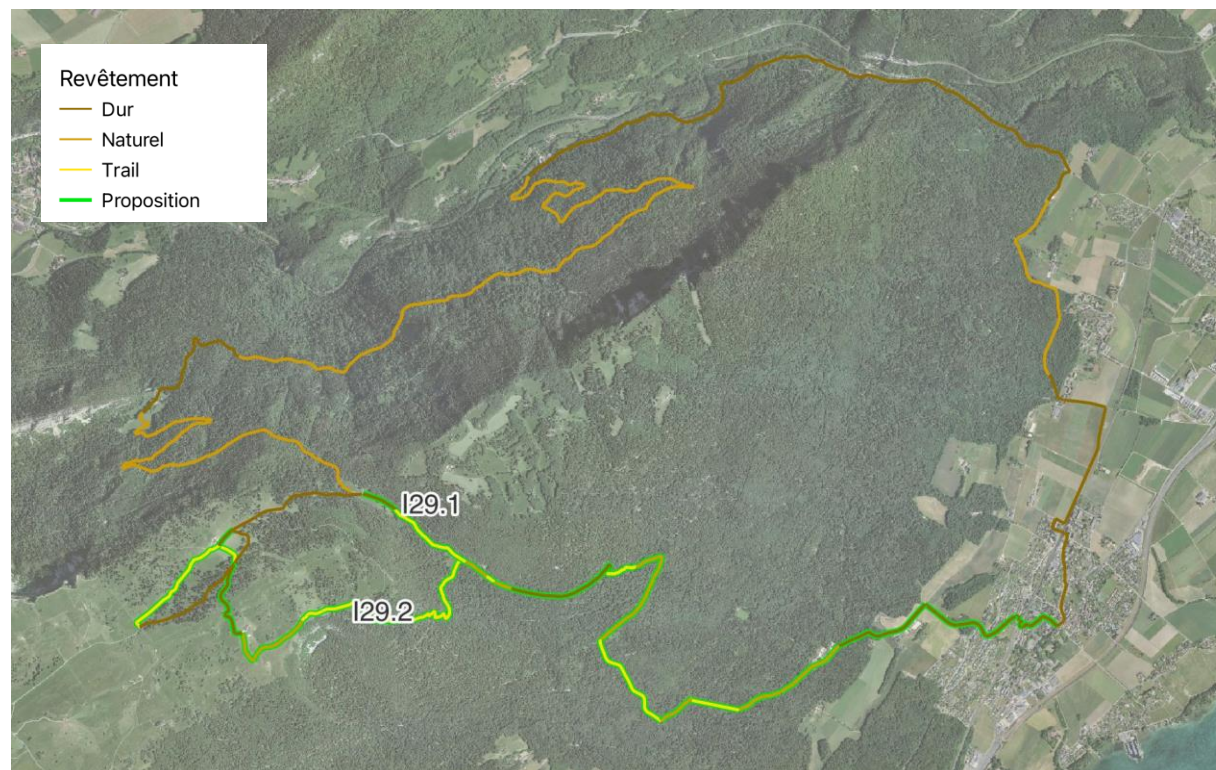 Revêtement
Dur
Naturel
Trail
Proposition
I29.1
I29.2